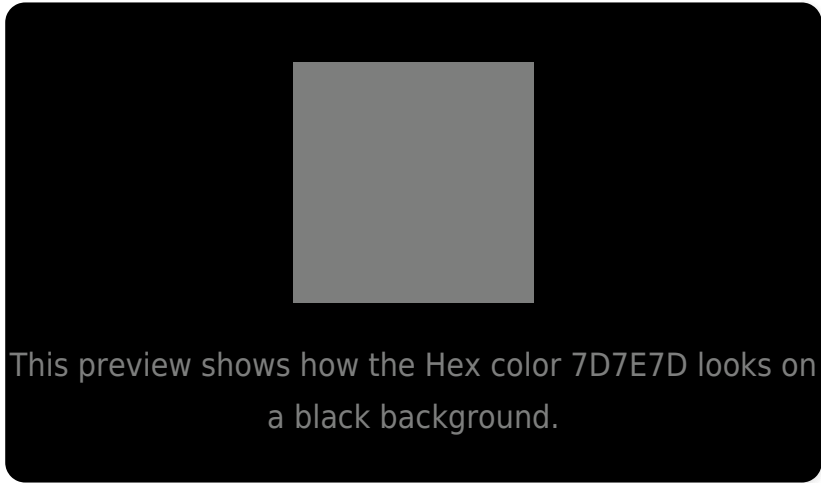 This preview shows how the Hex color 7D7E7D looks on
a black background.